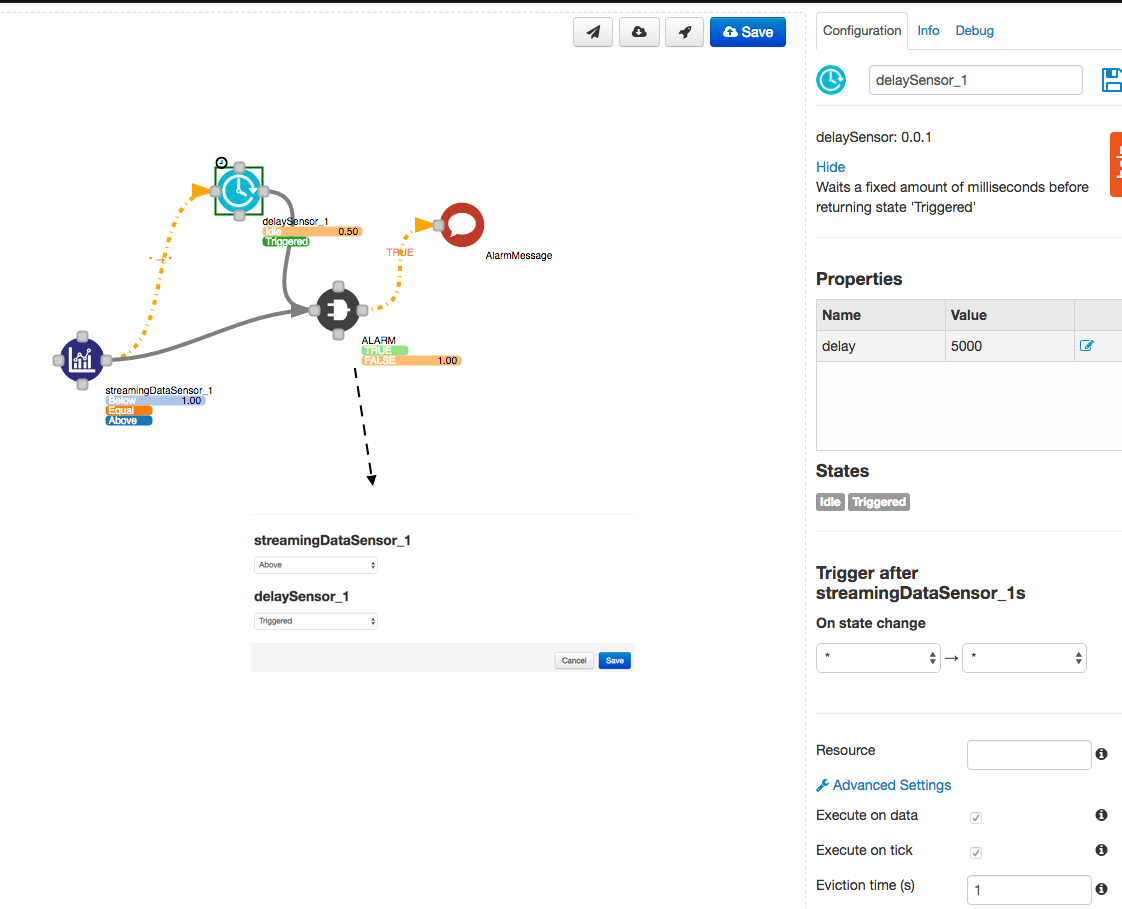 Save
Configuration
Info
Debug
delaySensor_1
delaySensor: 0.0.1
Hide
Waits a fixed amount of milliseconds before
returning state 'Triggered'
Properties
Name Value
delay 5000
States
Idle Triggered
Trigger after
streamingDataSensor_1s
On state change
* → *
Resource
Advanced Settings
Execute on data
Execute on tick
Eviction time (s) 1
delaySensor_1
Idle 0.50
Triggered
TRUE
AlarmMessage
ALARM
TRUE
FALSE 1.00
streamingDataSensor_1
Below 1.00
Equal
Above
streamingDataSensor_1
Above
delaySensor_1
Triggered
Cancel Save